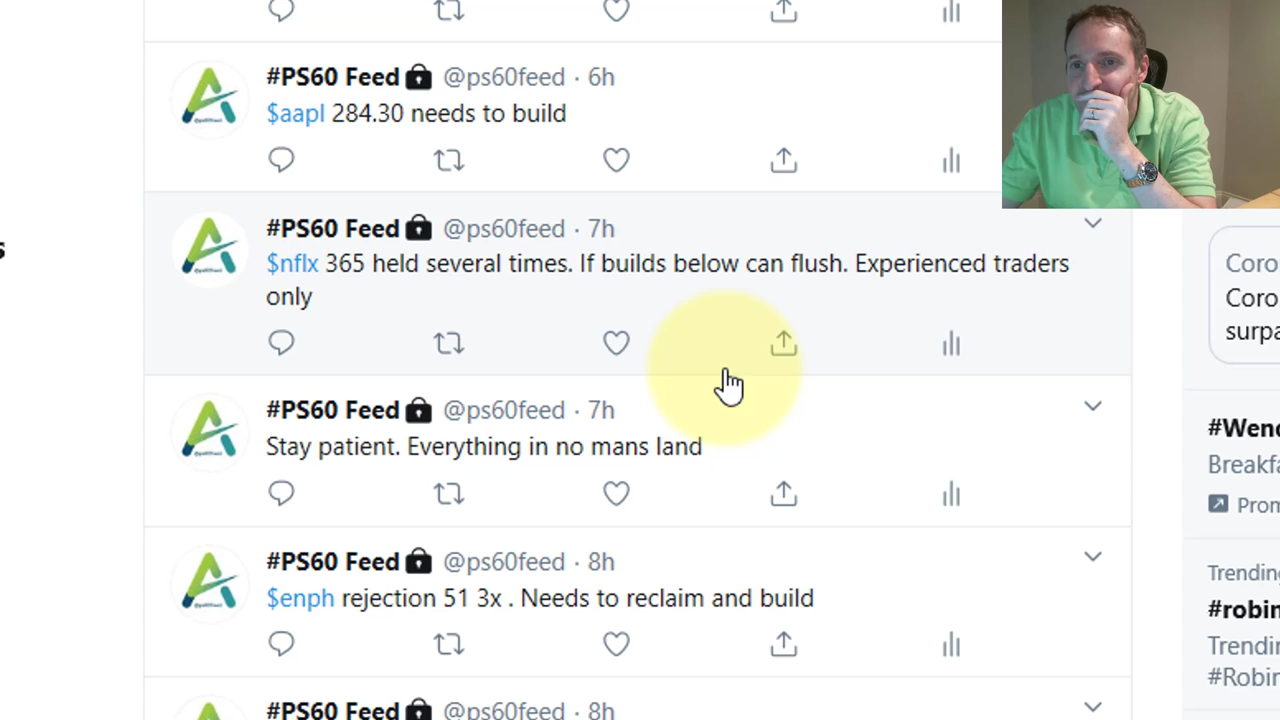 #PS60 Feed @ps60feed · 6h
$aapl 284.30 needs to build
#PS60 Feed @ps60feed · 7h
$nflx 365 held several times. If builds below can flush. Experienced traders
only
#PS60 Feed @ps60feed · 7h
Stay patient. Everything in no mans land
#PS60 Feed @ps60feed · 8h
$enph rejection 51 3x . Needs to reclaim and build
#PS60 Feed @ps60feed · 8h
s
Coro
Coro
surpa
#Wend
Breakfa
Prom
Trending
#robin
Trendin
#Robin